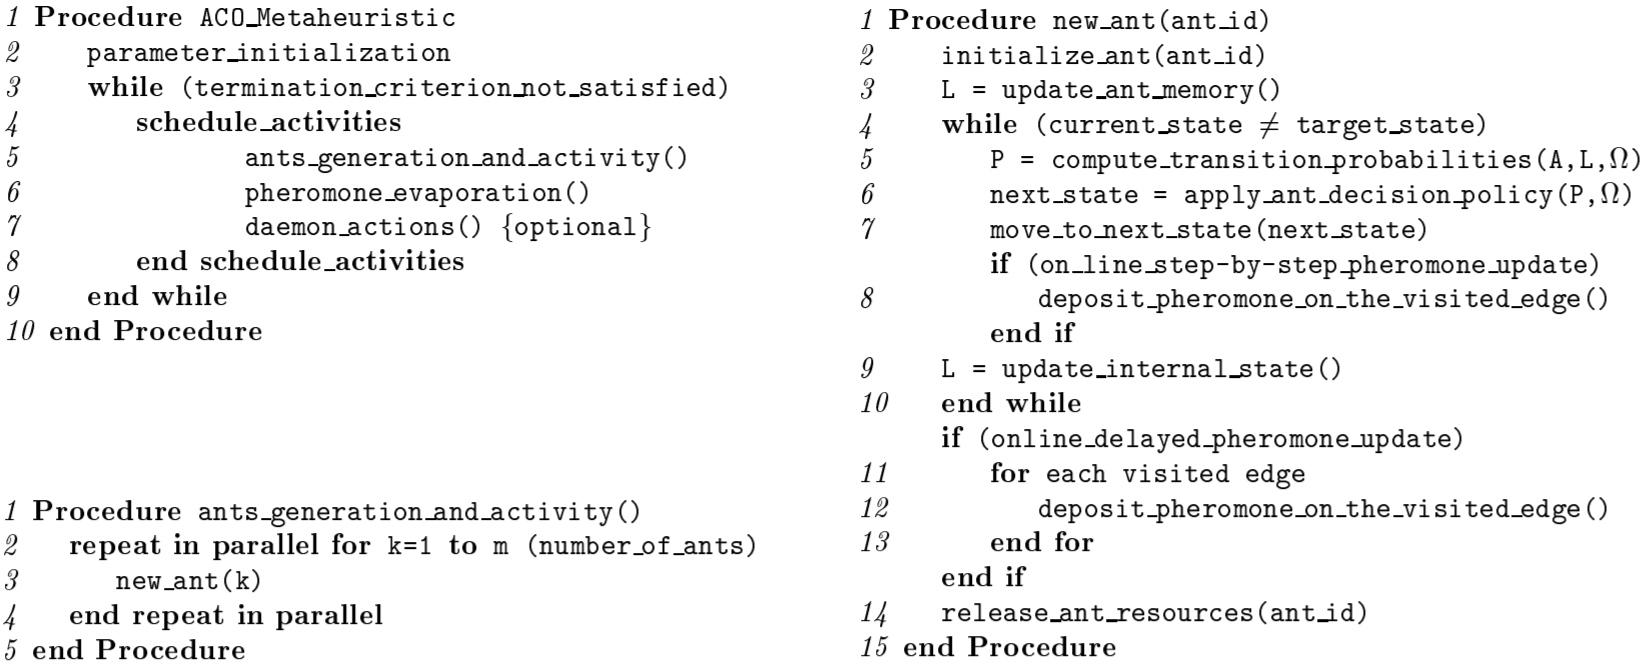 1 Procedure ACO_Metaheuristic
2 parameter_initialization
3 while (termination_criterion_not_satisfied)
4 schedule_activities
5 ants_generation_and_activity()
6 pheromone_evaporation()
7 daemon_actions() {optional}
8 end schedule_activities
9 end while
10 end Procedure
1 Procedure ants_generation_and_activity()
2 repeat in parallel for k=1 to m (number_of_ants)
3 new_ant(k)
4 end repeat in parallel
5 end Procedure
1 Procedure new_ant(ant_id)
2 initialize_ant(ant_id)
3 L = update_ant_memory()
4 while (current_state ≠ target_state)
5 P = compute_transition_probabilities(A,L,Ω)
6 next_state = apply_ant_decision_policy(P,Ω)
7 move_to_next_state(next_state)
if (on_line_step-by-step_pheromone_update)
8 deposit_pheromone_on_the_visited_edge()
end if
9 L = update_internal_state()
10 end while
if (online_delayed_pheromone_update)
11 for each visited edge
12 deposit_pheromone_on_the_visited_edge()
13 end for
end if
14 release_ant_resources(ant_id)
15 end Procedure